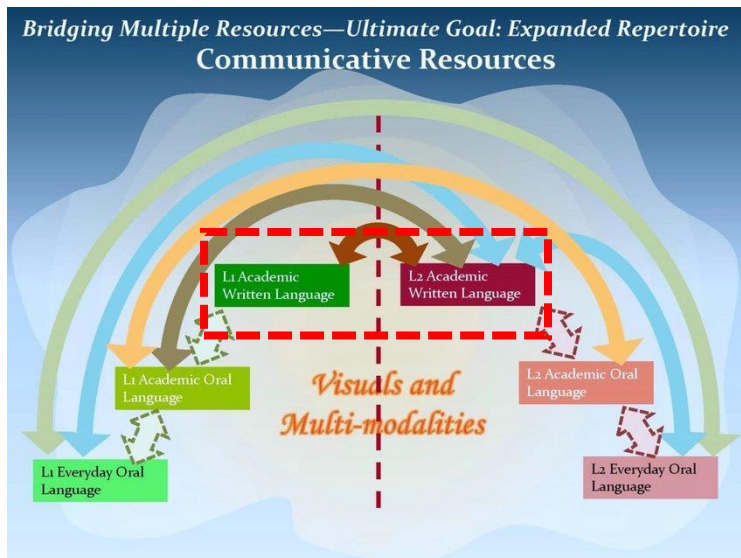 Bridging Multiple Resources—Ultimate Goal: Expanded Repertoire
Communicative Resources
L1 Academic
Written Language
L2 Academic
Written Language
L1 Academic Oral
Language
Visuals and
Multi-modalities
L2 Academic Oral
Language
L1 Everyday Oral
Language
L2 Everyday Oral
Language